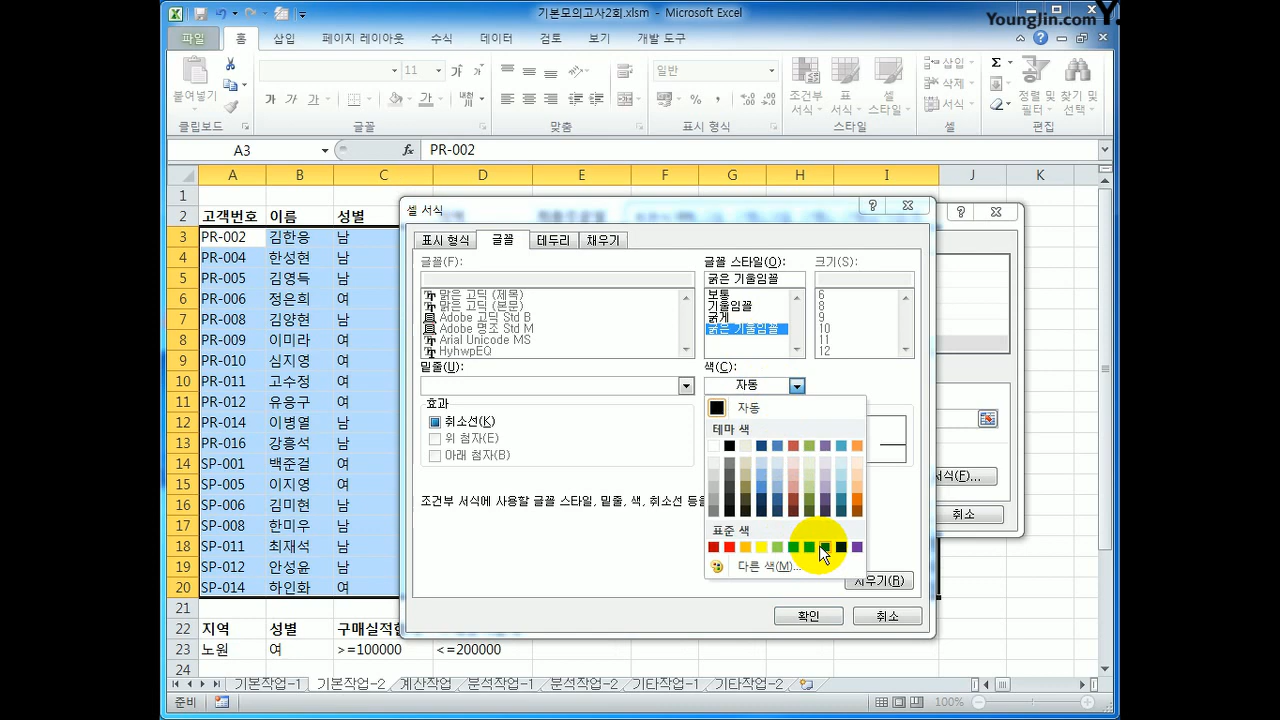 기본모의고사2회.xlsm - Microsoft Excel
YoungJin.com Y.
파일 홈 삽입 페이지 레이아웃 수식 데이터 검토 보기 개발 도구
붙여넣기
11
가 가 가
내천
일반
조건부 서식
표 서식
셀 스타일
삽입
삭제
서식
정렬 및 필터
찾기 및 선택
클립보드 글꼴 맞춤 표시 형식 스타일 셀 편집
A3 fx PR-002
A B C D E F G H I J K
1
2 고객번호 이름 성별
3 PR-002 김한응 남
4 PR-004 한성현 남
5 PR-005 김영득 남
6 PR-006 정은희 여
7 PR-008 김양현 남
8 PR-009 이미라 여
9 PR-010 심지영 여
10 PR-011 고수정 여
11 PR-012 유응구 여
12 PR-014 이병열 남
13 PR-016 강흥석 남
14 SP-001 백준걸 여
15 SP-005 이지영 여
16 SP-006 김미현 여
17 SP-008 한미우 남
18 SP-011 최재석 남
19 SP-012 안성윤 남
20 SP-014 하인화 여
21
22 지역 성별
23 노원 여 >=100000 <=200000
24
셀 서식
표시 형식 글꼴 테두리 채우기
글꼴(F): 글꼴 스타일(O): 크기(S):
굵은 기울임꼴
맑은 고딕 (제목)
맑은 고딕 (본문)
Adobe 고딕 Std B
Adobe 명조 Std M
Arial Unicode MS
HyhwpEQ
보통
기울임꼴
굵게
굵은 기울임꼴
6
8
9
10
11
12
밑줄(U): 색(C):
자동
효과
취소선(K)
위 첨자(E)
아래 첨자(B)
자동
테마 색
표준 색
다른 색(M)...
조건부 서식에 사용할 글꼴 스타일, 밑줄, 색, 취소선 등을
지우기(R)
확인 취소
서식(F)...
취소
기본작업-1 기본작업-2 계산작업 분석작업-1 분석작업-2 기타작업-1 기타작업-2
준비 100%